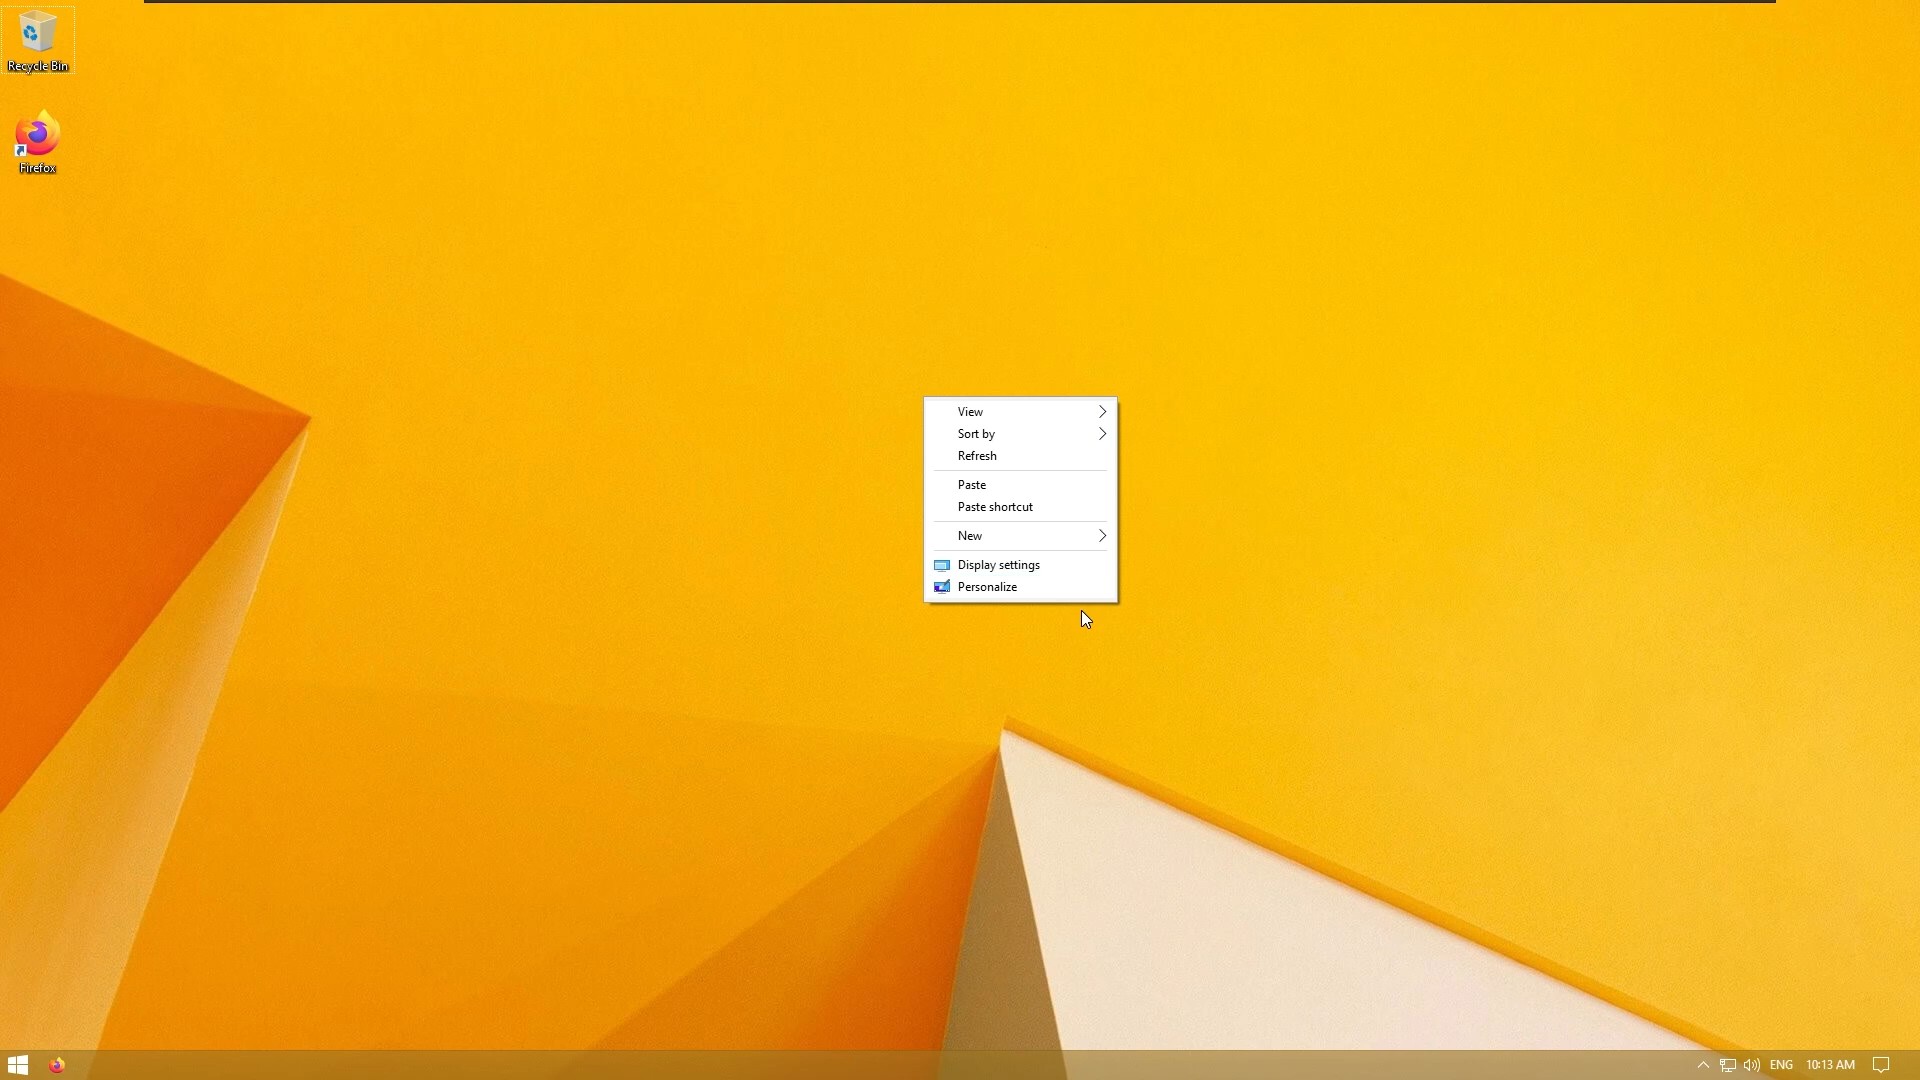 Recycle Bin
Firefox
View
Sort by
Refresh
Paste
Paste shortcut
New
Display settings
Personalize
ENG
10:13 AM